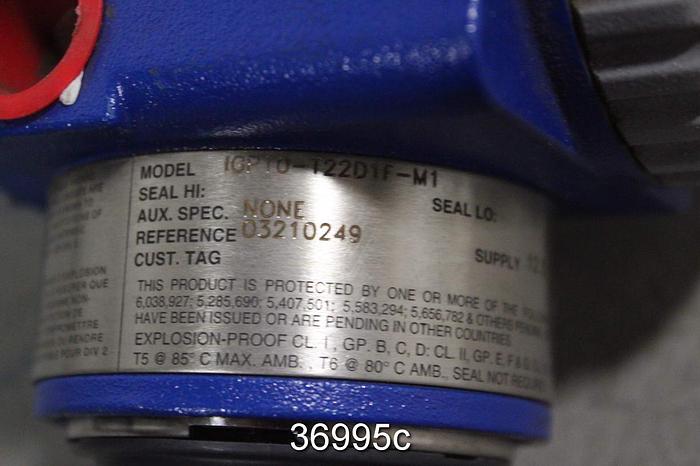 MODEL IGP10-T22D1F-M1
SEAL HI: SEAL LO:
AUX. SPEC. NONE
REFERENCE 03210249
CUST. TAG SUPPLY
THIS PRODUCT IS PROTECTED BY ONE OR MORE OF THE
6,038,927; 5,285,690; 5,407,501; 5,583,294; 5,656,782 & OTHERS
HAVE BEEN ISSUED OR ARE PENDING IN OTHER COUNTRIES
EXPLOSION-PROOF CL. I, GP. B, C, D: CL. II, GP. E, F &
T5 @ 85° C MAX. AMB., T6 @ 80° C AMB., SEAL NOT
36995c